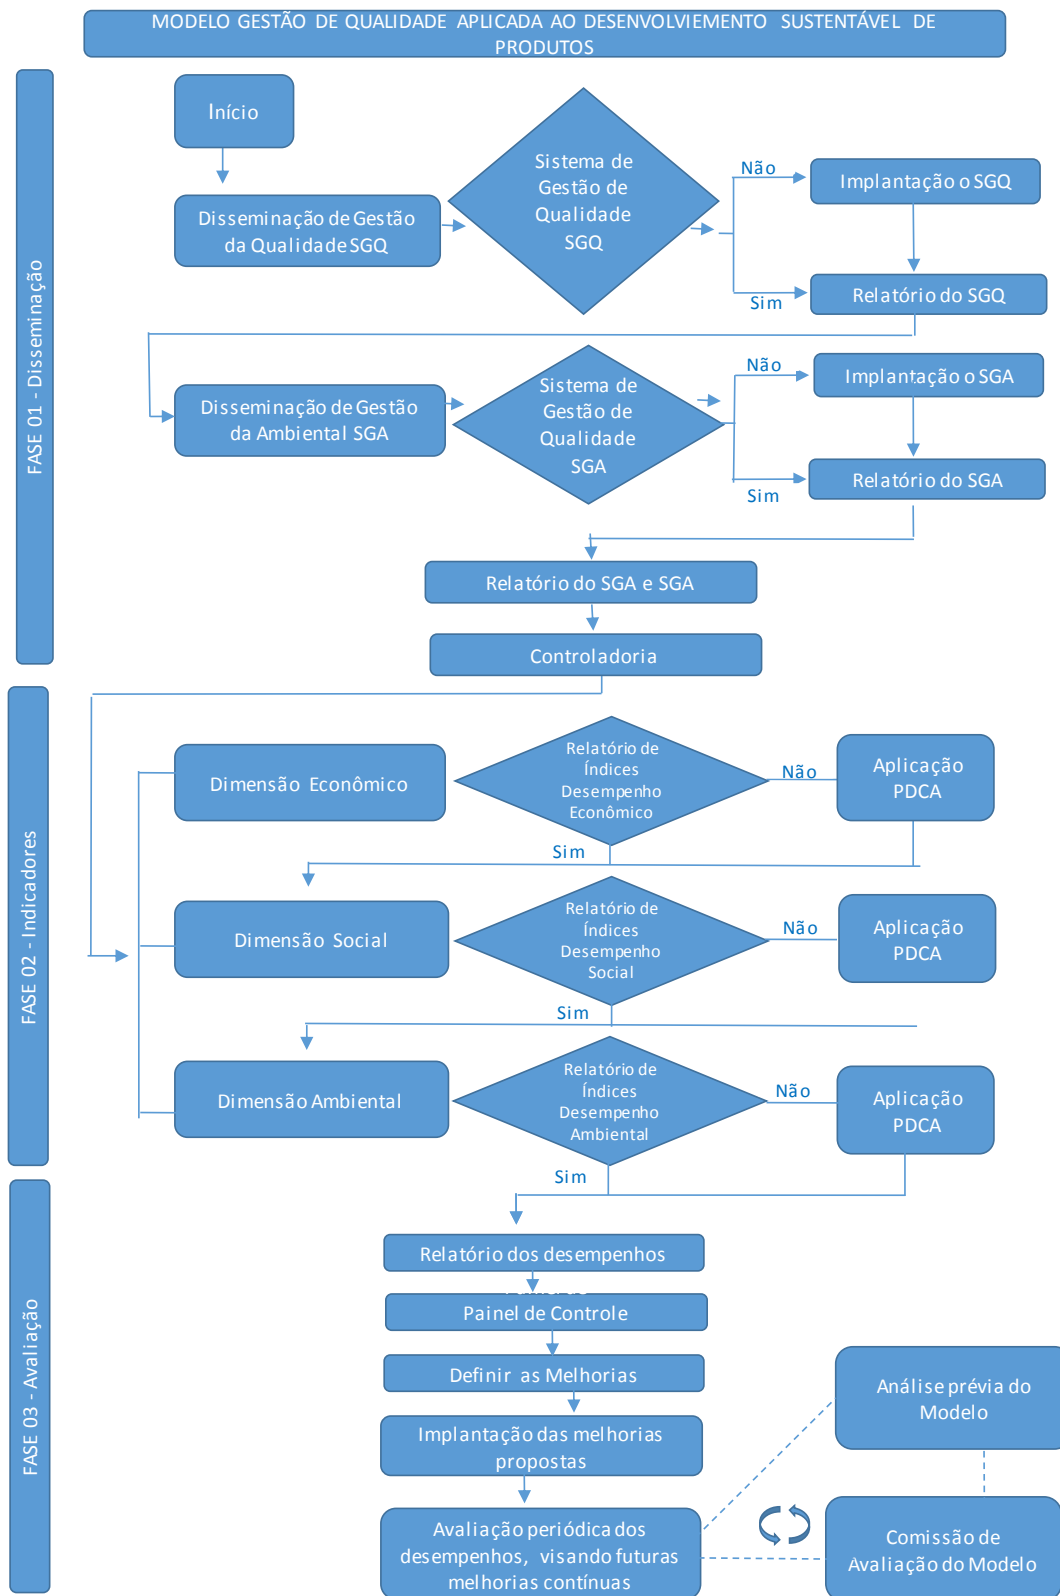 MODELO GESTÃO DE QUALIDADE APLICADA AO DESENVOLVIEMENTO SUSTENTÁVEL DE
PRODUTOS
FASE 01 - Disseminação
Início
Disseminação de Gestão
da Qualidade SGQ
Sistema de
Gestão de
Qualidade
SGQ
Não
Implantação o SGQ
Sim
Relatório do SGQ
Disseminação de Gestão
da Ambiental SGA
Sistema de
Gestão de
Qualidade
SGA
Não
Implantação o SGA
Sim
Relatório do SGA
Relatório do SGA e SGA
Controladoria
FASE 02 - Indicadores
Dimensão Econômico
Relatório de
Índices
Desempenho
Econômico
Não
Aplicação
PDCA
Sim
Dimensão Social
Relatório de
Índices
Desempenho
Social
Não
Aplicação
PDCA
Sim
Dimensão Ambiental
Relatório de
Índices
Desempenho
Ambiental
Não
Aplicação
PDCA
Sim
FASE 03 - Avaliação
Relatório dos desempenhos
Painel de Controle
Definir as Melhorias
Implantação das melhorias
propostas
Avaliação periódica dos
desempenhos, visando futuras
melhorias contínuas
Análise prévia do
Modelo
Comissão de
Avaliação do Modelo